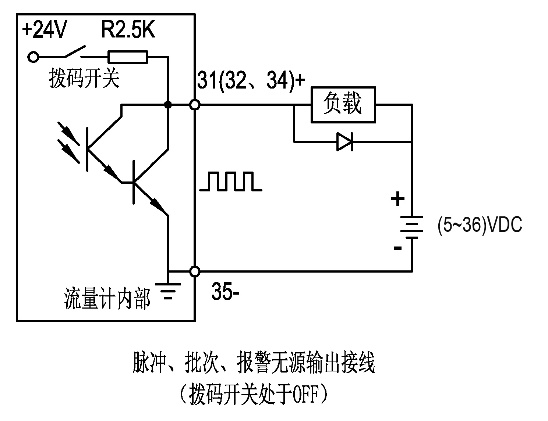 +24V R2.5K
拨码开关
31(32、34)+
负载
+
(5~36)VDC
-
流量计内部
35-
脉冲、批次、报警无源输出接线
(拨码开关处于OFF)